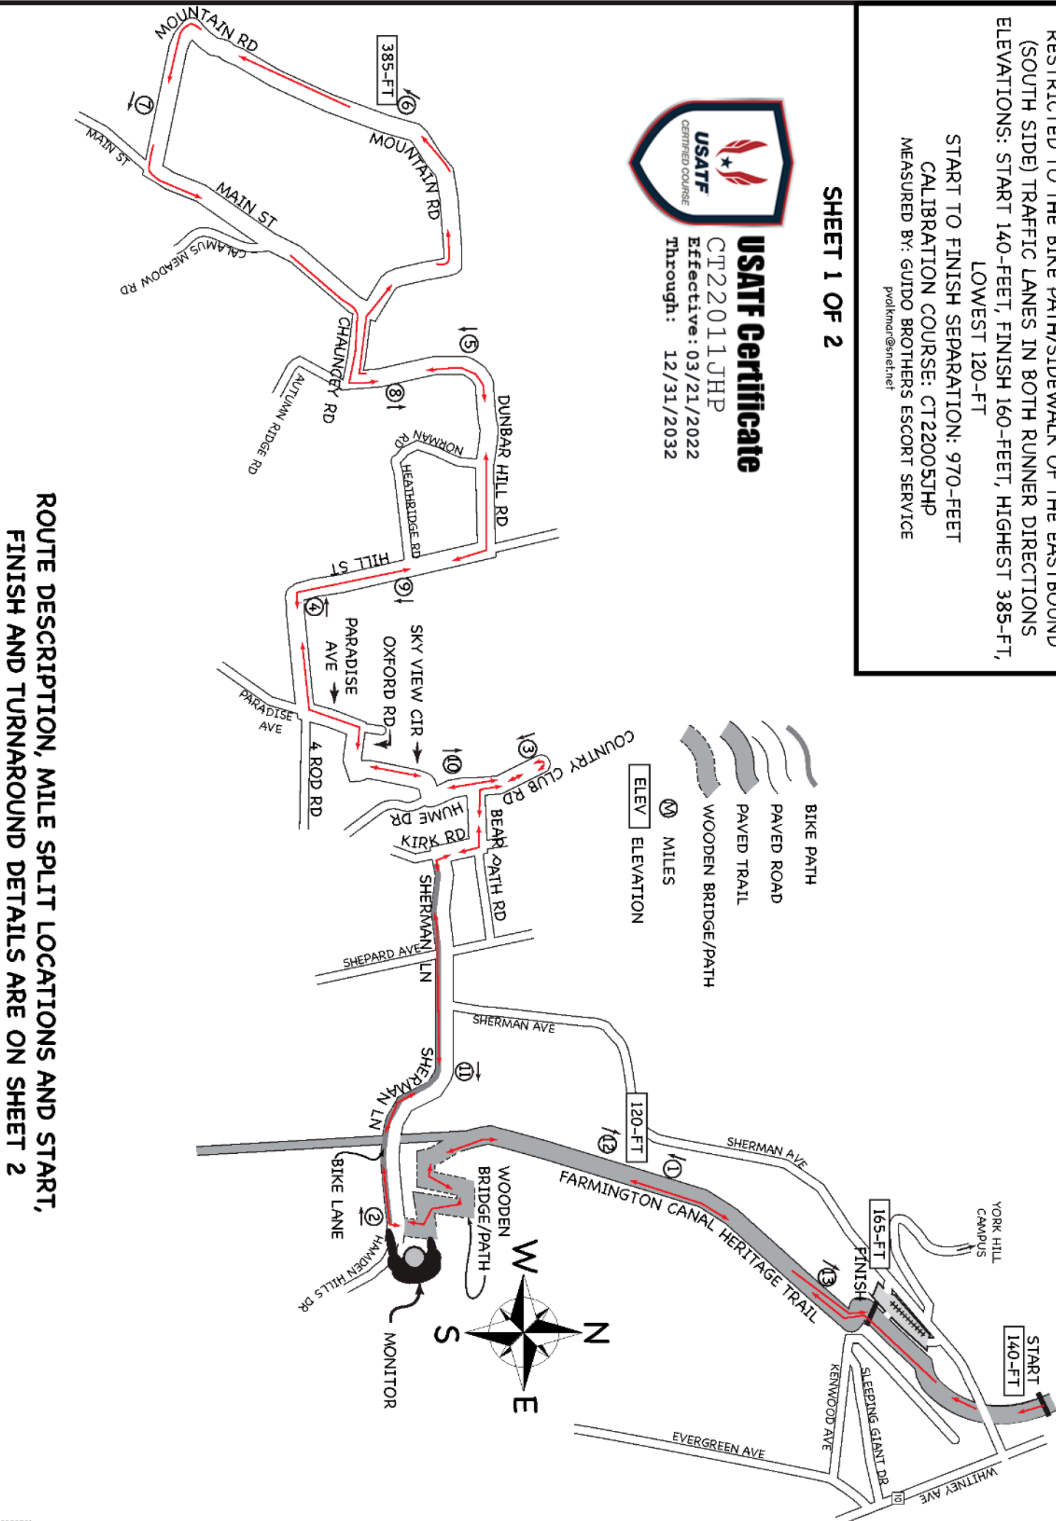 RESTRICTED TO THE BIKE PATH/SIDEWALK OF THE EASTBOUND
(SOUTH SIDE) TRAFFIC LANES IN BOTH RUNNER DIRECTIONS
ELEVATIONS: START 140-FEET, FINISH 160-FEET, HIGHEST 385-FT,
LOWEST 120-FT
START TO FINISH SEPARATION: 970-FEET
CALIBRATION COURSE: CT22005JHP
MEASURED BY: GUIDO BROTHERS ESCORT SERVICE
pvolkmar@snet.net
SHEET 1 OF 2
USATF
CERTIFIED COURSE
USATF Certificate
CT22011JHP
Effective: 03/21/2022
Through: 12/31/2032
BIKE PATH
PAVED ROAD
PAVED TRAIL
WOODEN BRIDGE/PATH
M MILES
ELEV ELEVATION
START
140-FT
YORK HILL
CAMPUS
165-FT
FINISH
13
WHITNEY AVE
10
SLEEPING GIANT DR
KENWOOD AVE
EVERGREEN AVE
SHERMAN AVE
120-FT
1
12
FARMINGTON CANAL HERITAGE TRAIL
SHERMAN AVE
WOODEN
BRIDGE/PATH
N
W
E
S
MONITOR
HAMDEN HILLS DR
2
BIKE LANE
SHERMAN LN
11
SHEPARD AVE
SHERMAN LN
BEAR PATH RD
KIRK RD
HUME DR
COUNTRY CLUB RD
3
10
SKY VIEW CIR
OXFORD RD
PARADISE
AVE
4 ROD RD
PARADISE
AVE
4
9
HILL ST
HEATHRIDGE RD
NORMAN
RD
DUNBAR HILL RD
5
8
CHAUNCEY RD
AUTUMN RIDGE RD
CALAMUS MEADOW RD
MAIN ST
MAIN ST
7
MOUNTAIN RD
MOUNTAIN RD
6
385-FT
ROUTE DESCRIPTION, MILE SPLIT LOCATIONS AND START,
FINISH AND TURNAROUND DETAILS ARE ON SHEET 2